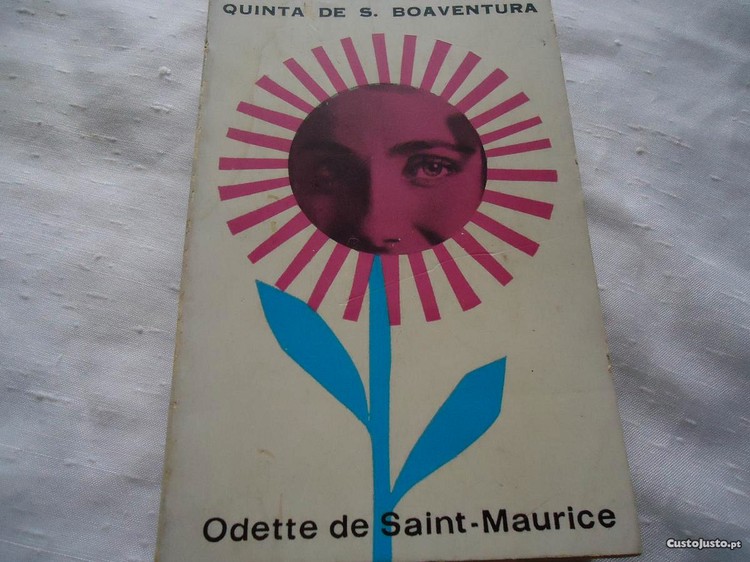 QUINTA DE S. BOAVENTURA
Odette de Saint-Maurice
CustoJusto.pt